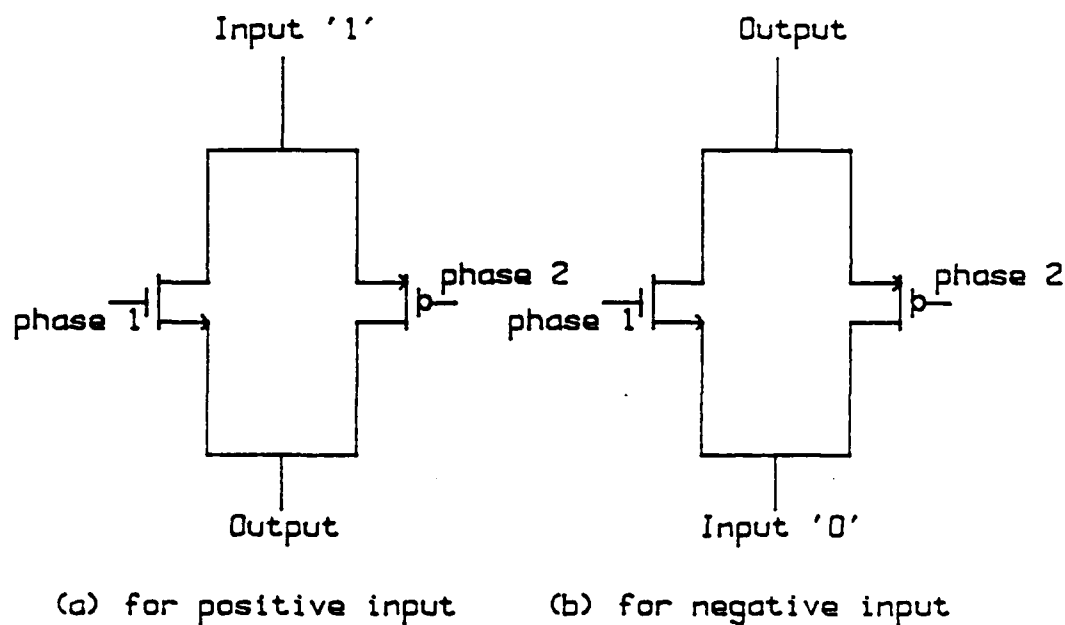 Input '1'
Output
phase 1
phase 2
phase 1
phase 2
Output
Input '0'
(a) for positive input
(b) for negative input